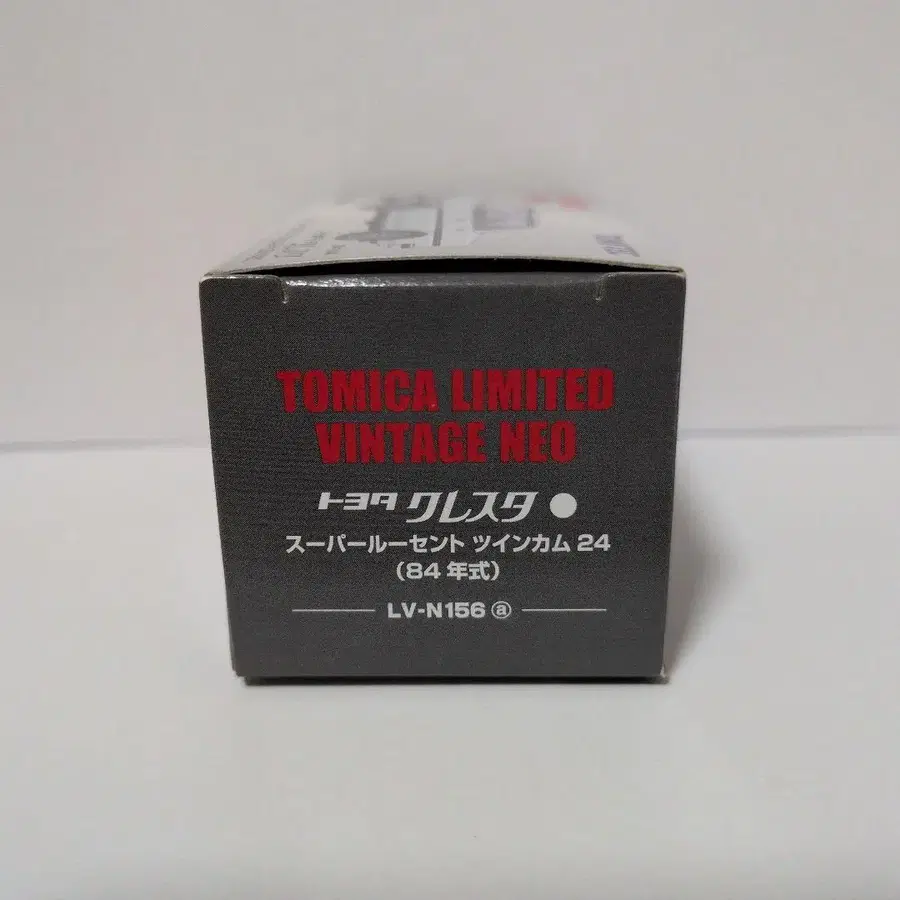 TOMICA LIMITED
VINTAGE NEO
トヨタ クレスタ
スーパールーセント ツインカム 24
(84 年式)
LV-N156 ⓐ